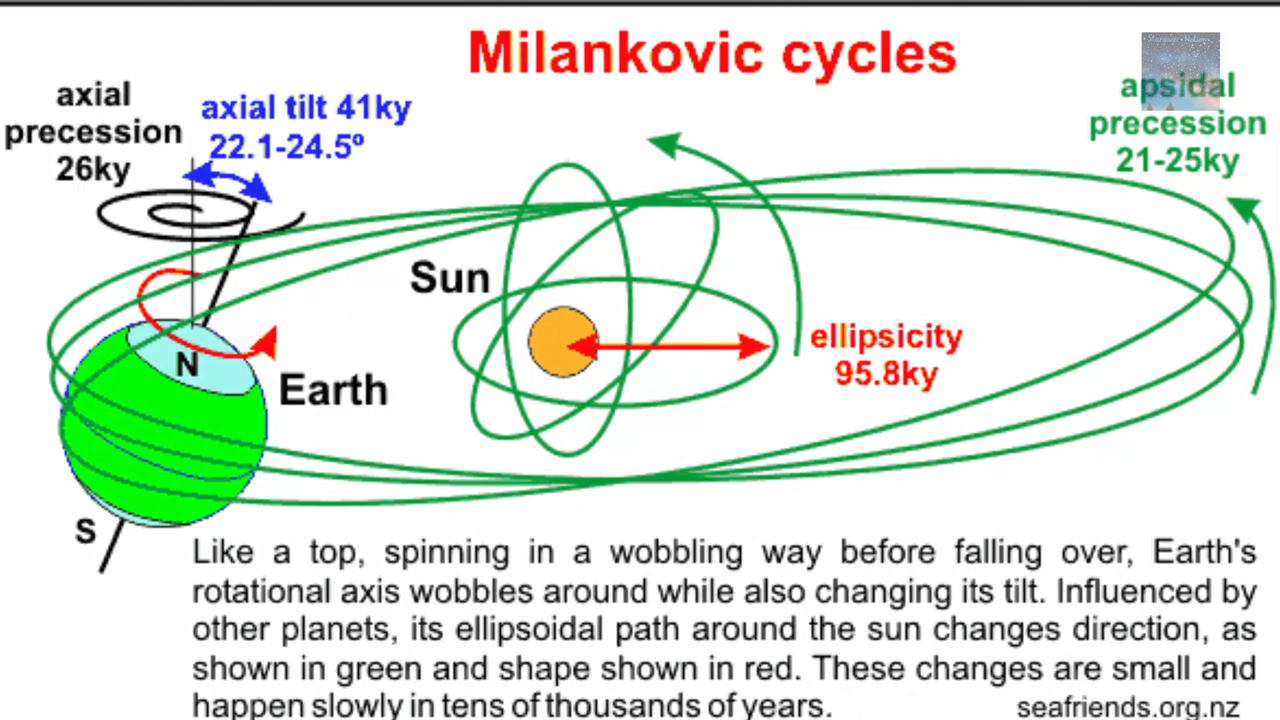 Milankovic cycles
axial
precession
26ky
axial tilt 41ky
22.1-24.5º
apsidal
precession
21-25ky
Sun
ellipsicity
95.8ky
N
Earth
S
Like a top, spinning in a wobbling way before falling over, Earth's
rotational axis wobbles around while also changing its tilt. Influenced by
other planets, its ellipsoidal path around the sun changes direction, as
shown in green and shape shown in red. These changes are small and
happen slowly in tens of thousands of years.
seafriends.org.nz